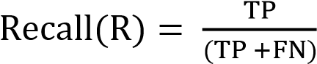 Recall(R) = TP / (TP +FN)